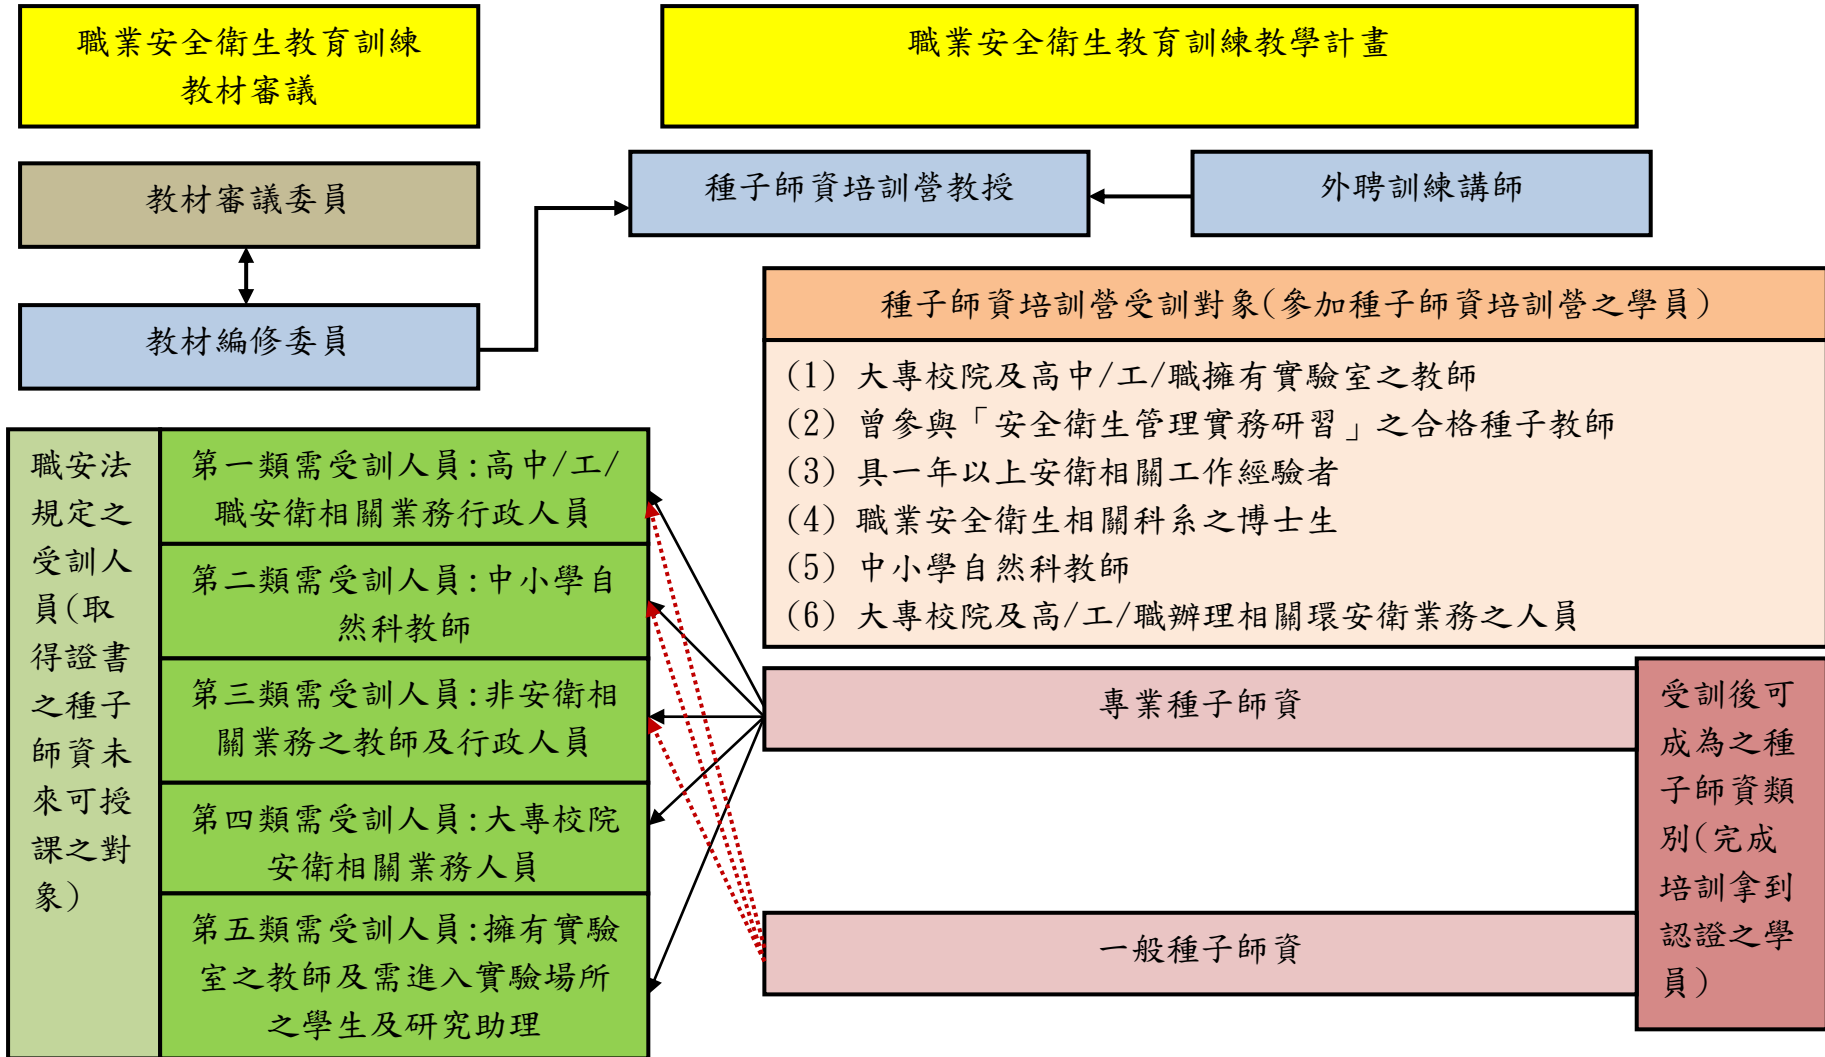 職業安全衛生教育訓練
教材審議
職業安全衛生教育訓練教學計畫
教材審議委員
種子師資培訓營教授
外聘訓練講師
教材編修委員
種子師資培訓營受訓對象(參加種子師資培訓營之學員)
(1) 大專校院及高中/工/職擁有實驗室之教師
(2) 曾參與「安全衛生管理實務研習」之合格種子教師
(3) 具一年以上安衛相關工作經驗者
(4) 職業安全衛生相關科系之博士生
(5) 中小學自然科教師
(6) 大專校院及高/工/職辦理相關環安衛業務之人員
職安法
規定之
受訓人
員(取
得證書
之種子
師資未
來可授
課之對
象)
第一類需受訓人員:高中/工/
職安衛相關業務行政人員
第二類需受訓人員:中小學自
然科教師
第三類需受訓人員:非安衛相
關業務之教師及行政人員
第四類需受訓人員:大專校院
安衛相關業務人員
第五類需受訓人員:擁有實驗
室之教師及需進入實驗場所
之學生及研究助理
專業種子師資
一般種子師資
受訓後可
成為之種
子師資類
別(完成
培訓拿到
認證之學
員)